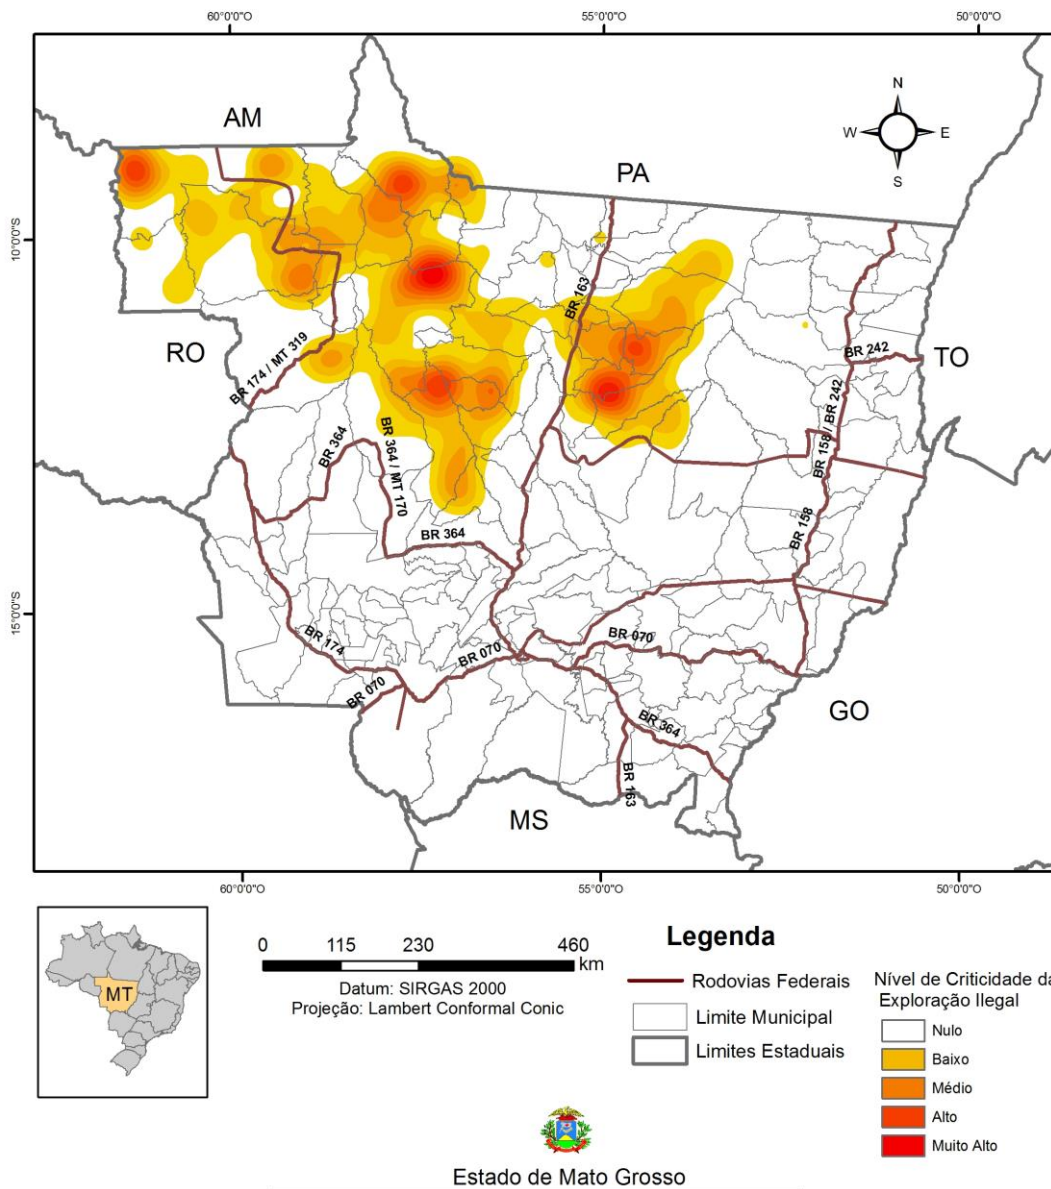 60°0'0"O
55°0'0"O
50°0'0"O
N
W
E
S
AM
PA
10°0'0"S
BR 163
RO
BR 174 / MT 319
BR 242
TO
BR 364
BR 364 / MT 170
BR 158 / BR 242
BR 364
BR 158
15°0'0"S
BR 174
BR 070
BR 070
BR 070
BR 364
GO
BR 163
MS
60°0'0"O
55°0'0"O
50°0'0"O
MT
0 115 230 460
km
Datum: SIRGAS 2000
Projeção: Lambert Conformal Conic
Legenda
Rodovias Federais
Limite Municipal
Limites Estaduais
Nível de Criticidade da
Exploração Ilegal
Nulo
Baixo
Médio
Alto
Muito Alto
Estado de Mato Grosso